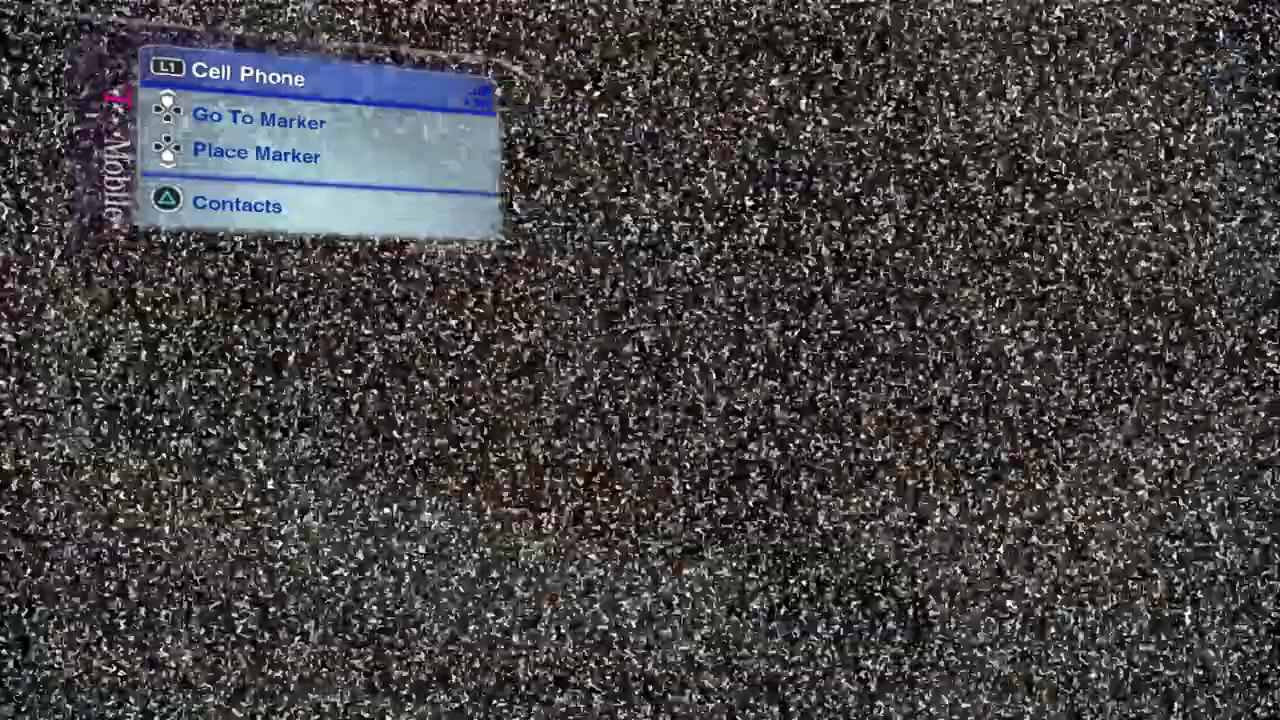 L1 Cell Phone
Go To Marker
Place Marker
Contacts
T··Mobile